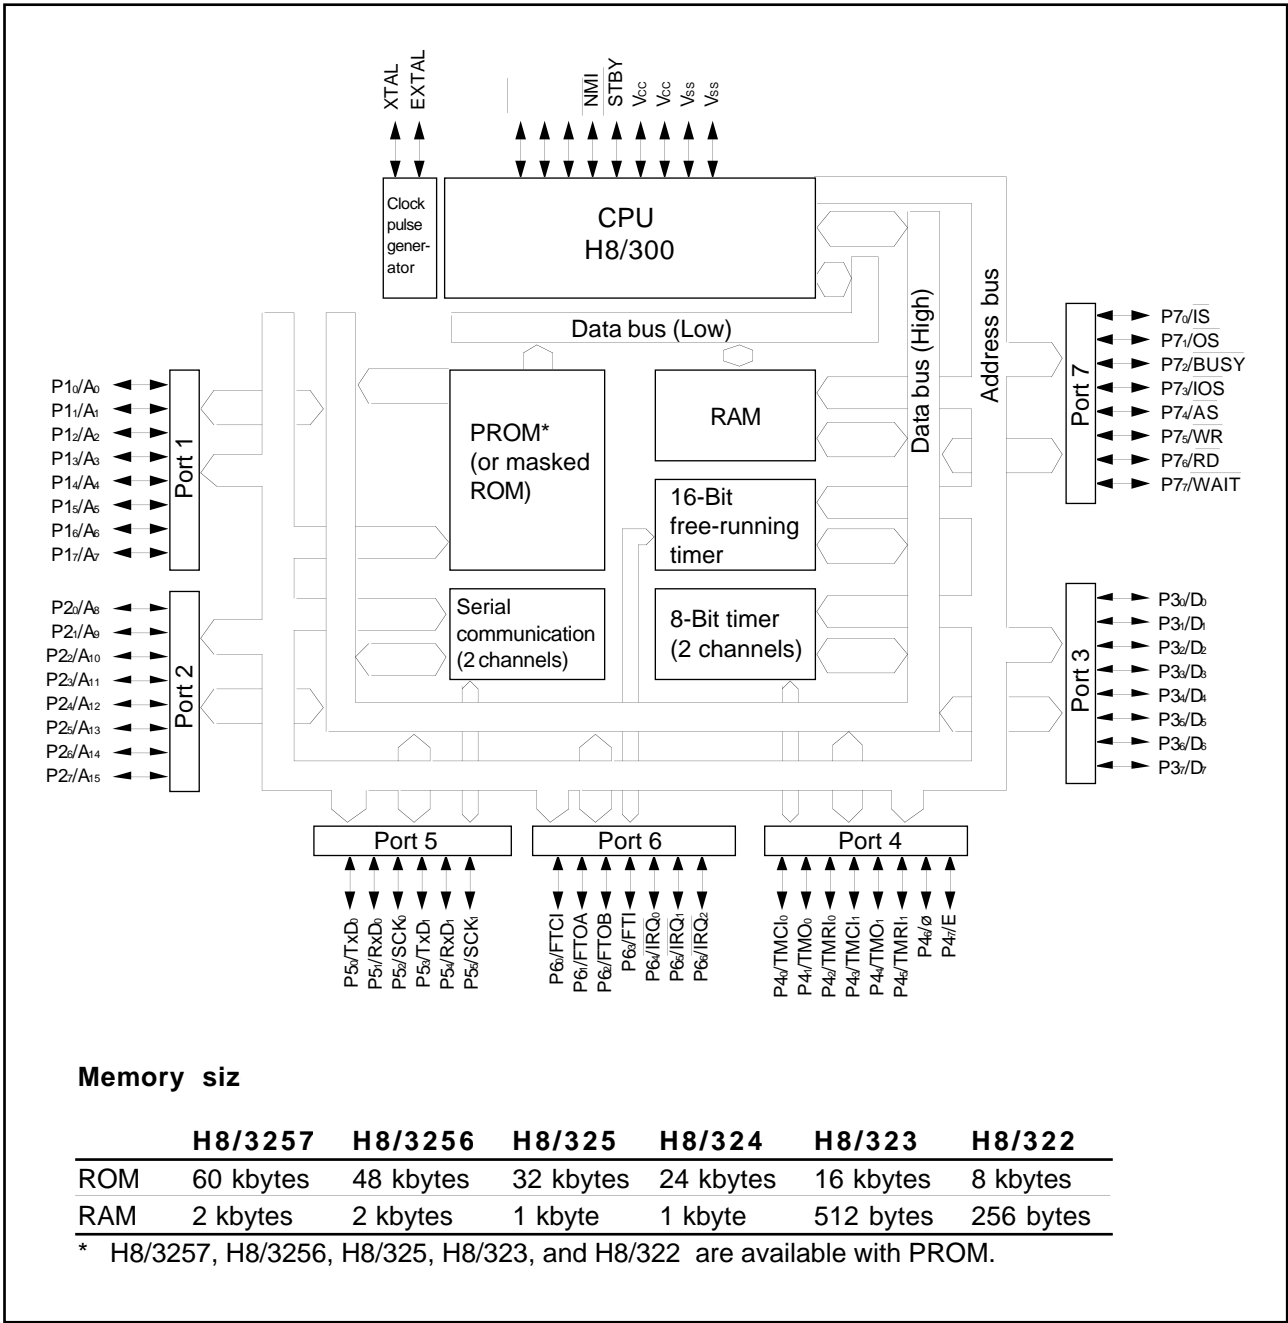 XTAL
EXTAL
NMI
STBY
Vcc
Vcc
Vss
Vss
Clock
pulse
gener-
ator
CPU
H8/300
Data bus (Low)
Data bus (High)
Address bus
P1₀/A₀
P1₁/A₁
P1₂/A₂
P1₃/A₃
P1₄/A₄
P1₅/A₅
P1₆/A₆
P1₇/A₇
Port 1
PROM*
(or masked
ROM)
RAM
16-Bit
free-running
timer
Port 7
P7₀/IS
P7₁/OS
P7₂/BUSY
P7₃/IOS
P7₄/AS
P7₅/WR
P7₆/RD
P7₇/WAIT
P2₀/A₈
P2₁/A₉
P2₂/A₁₀
P2₃/A₁₁
P2₄/A₁₂
P2₅/A₁₃
P2₆/A₁₄
P2₇/A₁₅
Port 2
Serial
communication
(2 channels)
8-Bit timer
(2 channels)
Port 3
P3₀/D₀
P3₁/D₁
P3₂/D₂
P3₃/D₃
P3₄/D₄
P3₅/D₅
P3₆/D₆
P3₇/D₇
Port 5
Port 6
Port 4
P5₀/TxD₀
P5₁/RxD₀
P5₂/SCK₀
P5₃/TxD₁
P5₄/RxD₁
P5₅/SCK₁
P6₀/FTCI
P6₁/FTOA
P6₂/FTOB
P6₃/FTI
P6₄/IRQ₀
P6₅/IRQ₁
P6₆/IRQ₂
P4₀/TMCI₀
P4₁/TMO₀
P4₂/TMRI₀
P4₃/TMCI₁
P4₄/TMO₁
P4₅/TMRI₁
P4₆/ø
P4₇/E
Memory siz
H8/3257 H8/3256 H8/325 H8/324 H8/323 H8/322
ROM 60 kbytes 48 kbytes 32 kbytes 24 kbytes 16 kbytes 8 kbytes
RAM 2 kbytes 2 kbytes 1 kbyte 1 kbyte 512 bytes 256 bytes
* H8/3257, H8/3256, H8/325, H8/323, and H8/322 are available with PROM.